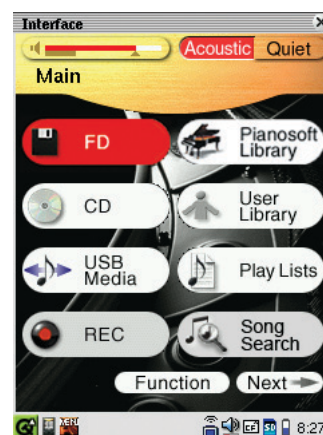 Interface
Acoustic Quiet
Main
FD
Pianosoft
Library
CD
User
Library
USB
Media
Play Lists
REC
Song
Search
Function
Next
MENU
8:27